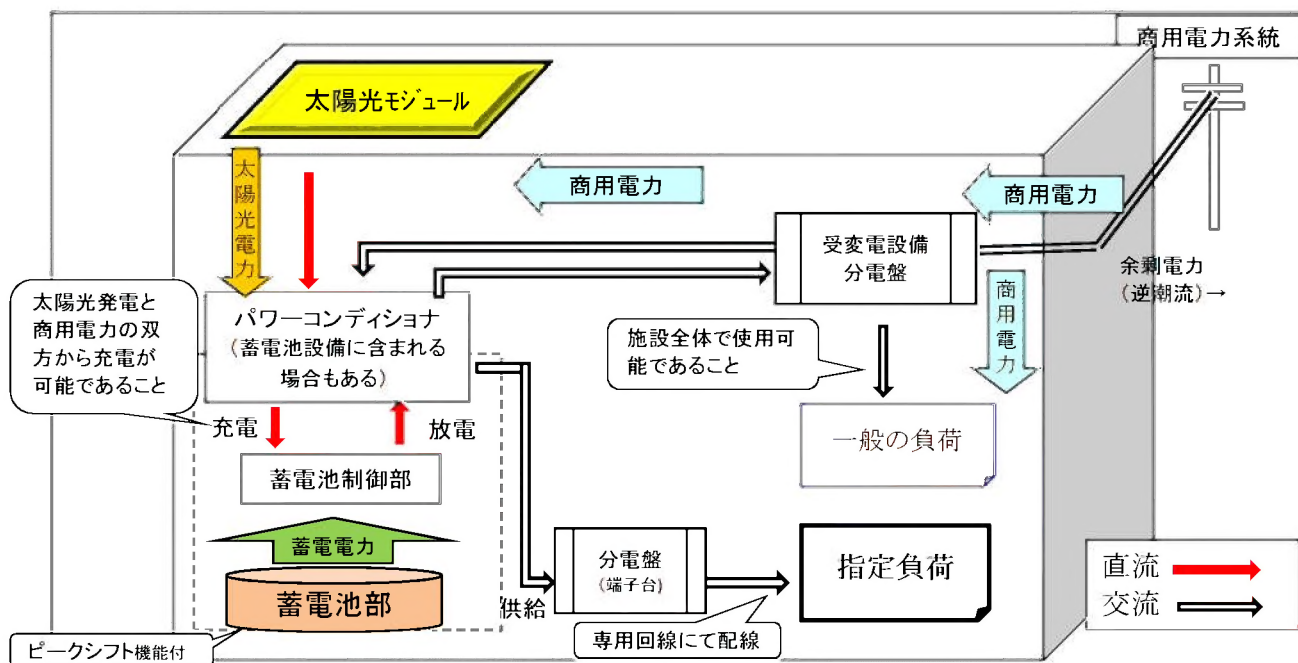 商用電力系統
太陽光モジュール
太陽光電力
商用電力
商用電力
受変電設備
分電盤
余剰電力
(逆潮流)→
商用電力
太陽光発電と
商用電力の双
方から充電が
可能であること
パワーコンディショナ
(蓄電池設備に含まれる
場合もある)
施設全体で使用可
能であること
充電
放電
一般の負荷
蓄電池制御部
蓄電電力
蓄電池部
ピークシフト機能付
供給
分電盤
(端子台)
指定負荷
専用回線にて配線
直流
交流